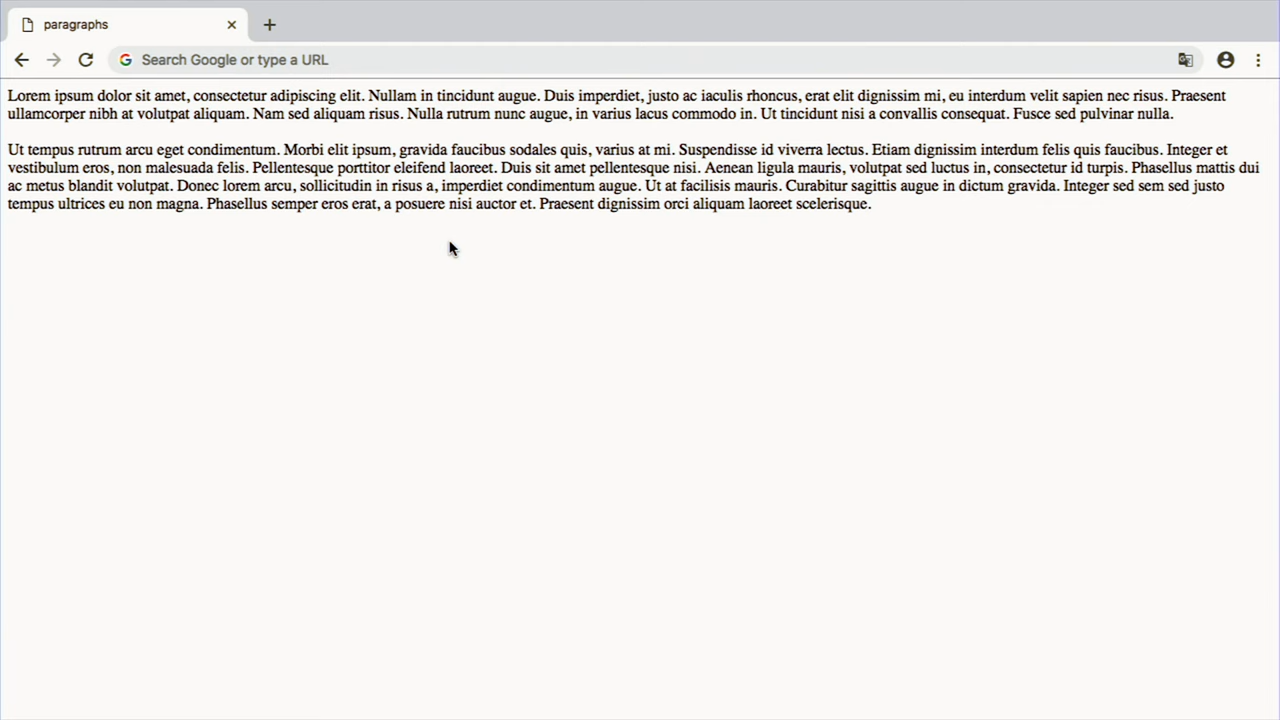 paragraphs
Search Google or type a URL
Lorem ipsum dolor sit amet, consectetur adipiscing elit. Nullam in tincidunt augue. Duis imperdiet, justo ac iaculis rhoncus, erat elit dignissim mi, eu interdum velit sapien nec risus. Praesent
ullamcorper nibh at volutpat aliquam. Nam sed aliquam risus. Nulla rutrum nunc augue, in varius lacus commodo in. Ut tincidunt nisi a convallis consequat. Fusce sed pulvinar nulla.
Ut tempus rutrum arcu eget condimentum. Morbi elit ipsum, gravida faucibus sodales quis, varius at mi. Suspendisse id viverra lectus. Etiam dignissim interdum felis quis faucibus. Integer et
vestibulum eros, non malesuada felis. Pellentesque porttitor eleifend laoreet. Duis sit amet pellentesque nisi. Aenean ligula mauris, volutpat sed luctus in, consectetur id turpis. Phasellus mattis dui
ac metus blandit volutpat. Donec lorem arcu, sollicitudin in risus a, imperdiet condimentum augue. Ut at facilisis mauris. Curabitur sagittis augue in dictum gravida. Integer sed sem sed justo
tempus ultrices eu non magna. Phasellus semper eros erat, a posuere nisi auctor et. Praesent dignissim orci aliquam laoreet scelerisque.